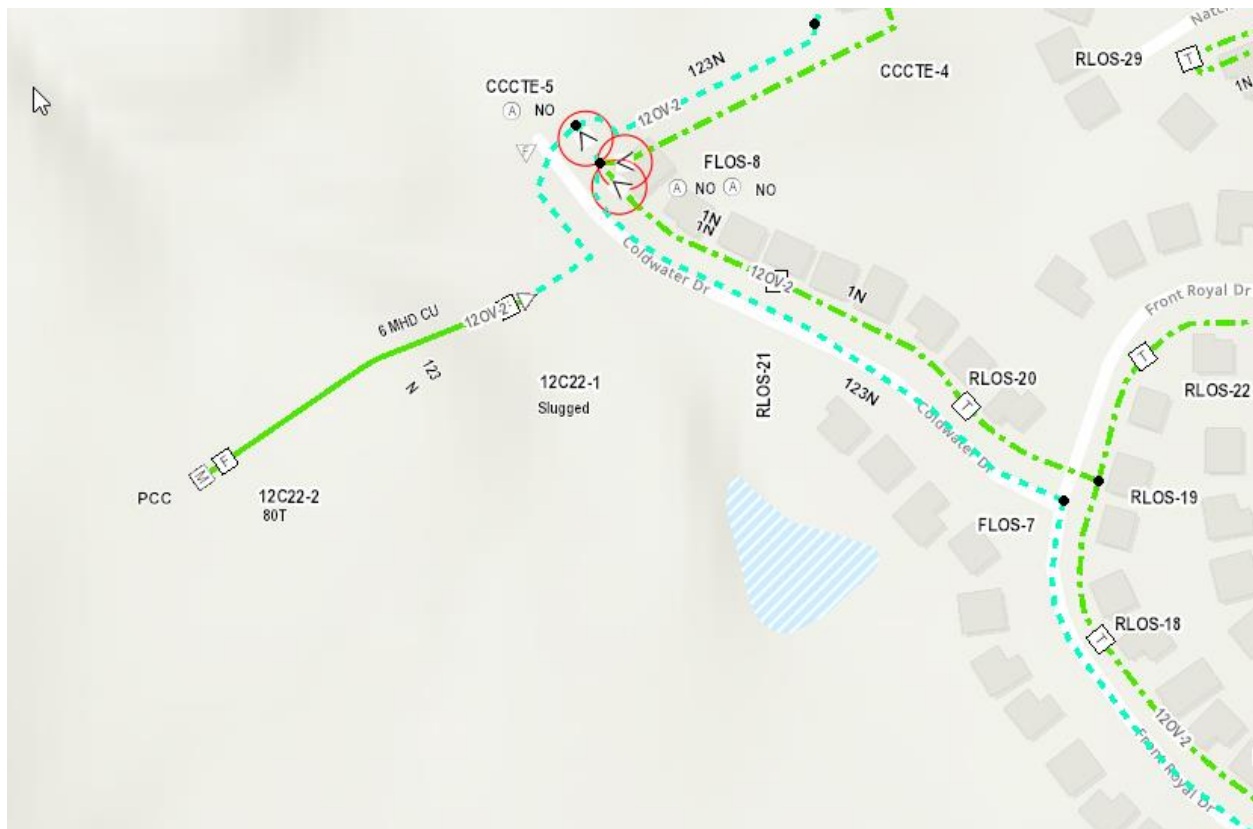 Natch
RLOS-29
1N
123N
CCCTE-4
CCCTE-5
A NO
12OV-2
F
FLOS-8
A NO A NO
1N
1N
Coldwater Dr
12OV-2
1N
Front Royal Dr
6 MHD CU
12OV-2
123
N
12C22-1
Slugged
RLOS-21
123N
RLOS-20
T
T
T
RLOS-22
Coldwater Dr
M
F
PCC
12C22-2
80T
RLOS-19
FLOS-7
RLOS-18
T
12OV-2
Front Royal Dr